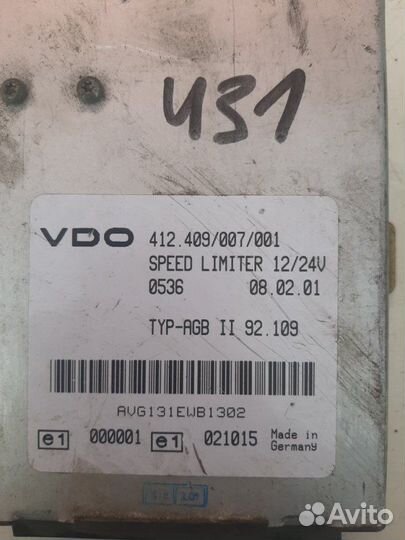 431
VDO 412.409/007/001
SPEED LIMITER 12/24V
0536 08.02.01
TYP-AGB II 92.109
AVG131EWB1302
e1 000001 e1 021015 Made in
Germany
Avito